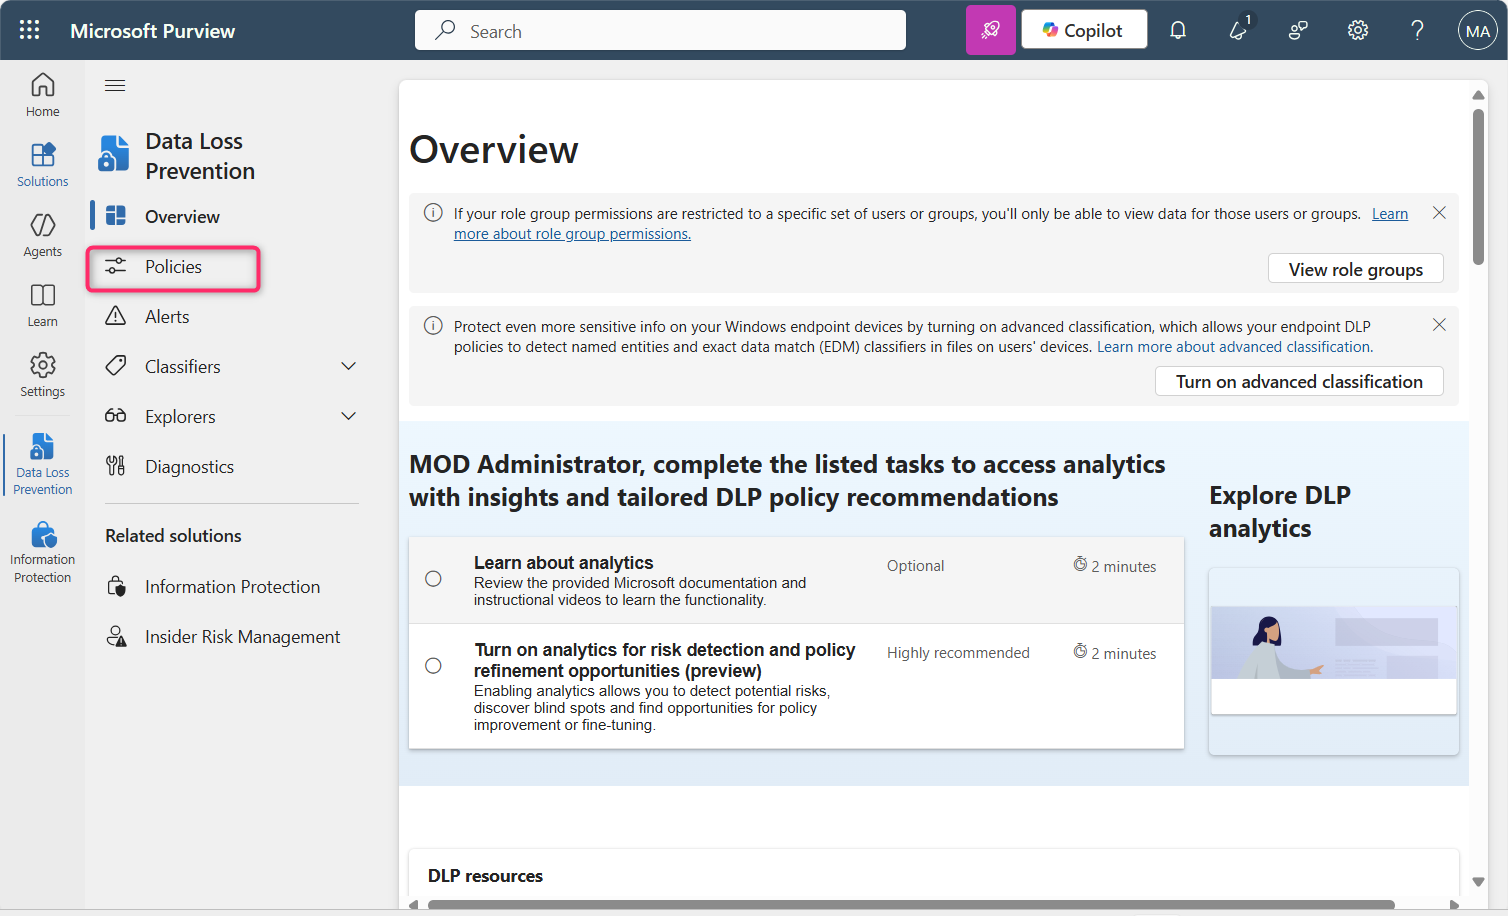 Microsoft Purview
Search
Copilot
1
MA
Home
Solutions
Agents
Learn
Settings
Data Loss
Prevention
Information
Protection
Data Loss
Prevention
Overview
Policies
Alerts
Classifiers
Explorers
Diagnostics
Related solutions
Information Protection
Insider Risk Management
Overview
If your role group permissions are restricted to a specific set of users or groups, you'll only be able to view data for those users or groups. Learn
more about role group permissions.
View role groups
Protect even more sensitive info on your Windows endpoint devices by turning on advanced classification, which allows your endpoint DLP
policies to detect named entities and exact data match (EDM) classifiers in files on users' devices. Learn more about advanced classification.
Turn on advanced classification
MOD Administrator, complete the listed tasks to access analytics
with insights and tailored DLP policy recommendations
Learn about analytics
Review the provided Microsoft documentation and
instructional videos to learn the functionality.
Optional
2 minutes
Turn on analytics for risk detection and policy
refinement opportunities (preview)
Enabling analytics allows you to detect potential risks,
discover blind spots and find opportunities for policy
improvement or fine-tuning.
Highly recommended
2 minutes
Explore DLP
analytics
DLP resources